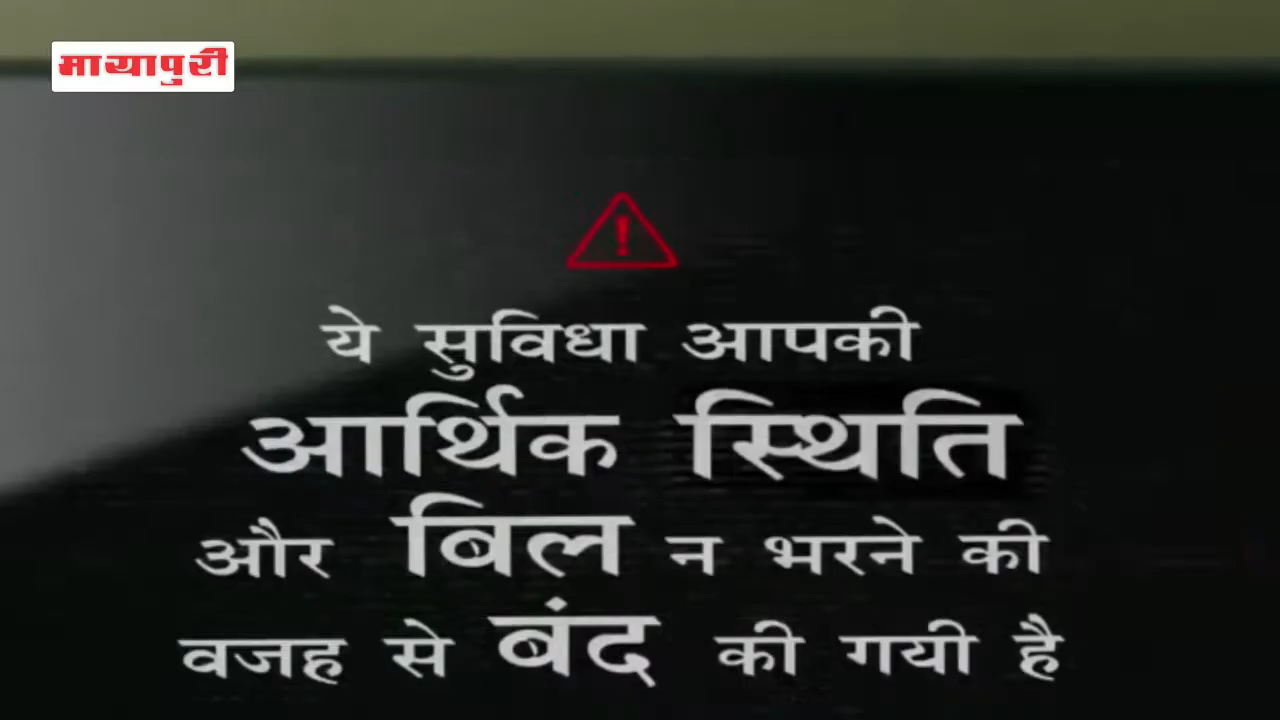 मायापुरी
ये सुविधा आपकी
आर्थिक स्थिति
और बिल न भरने की
वजह से बंद की गयी है